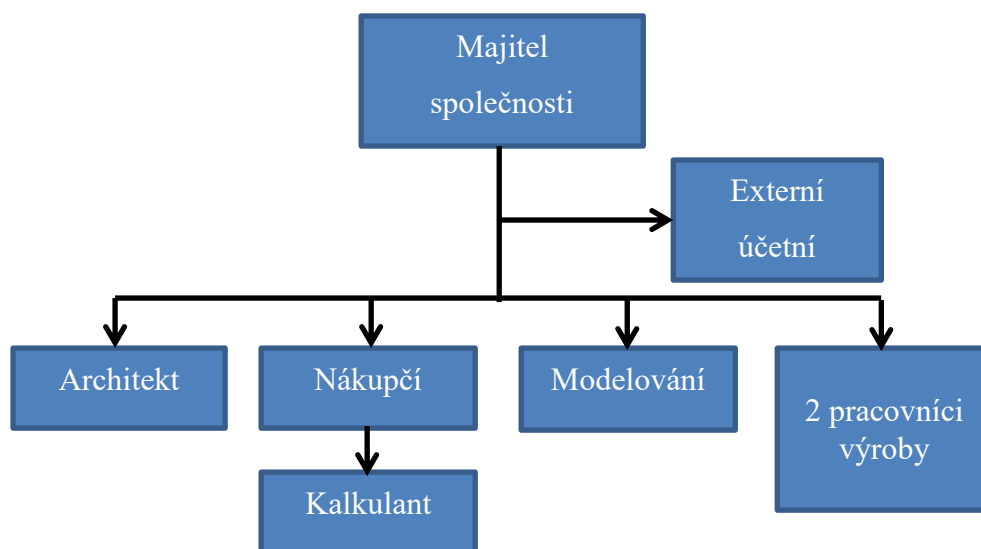 Majitel
společnosti
Externí
účetní
Architekt
Nákupčí
Modelování
2 pracovníci
výroby
Kalkulant